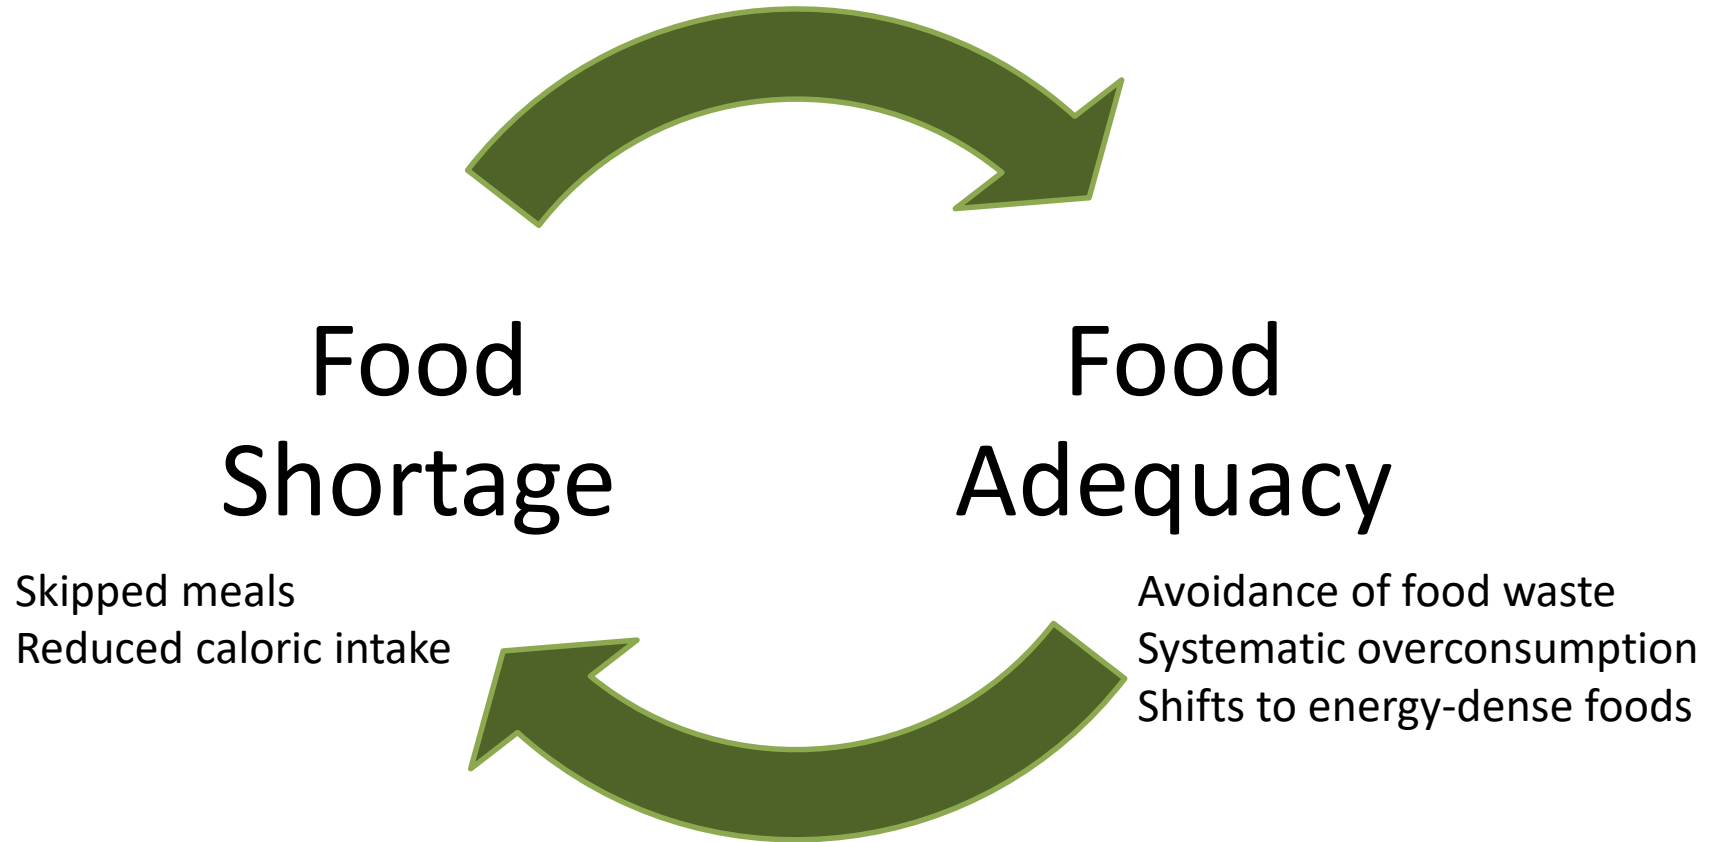 Food
Shortage
Skipped meals
Reduced caloric intake
Food
Adequacy
Avoidance of food waste
Systematic overconsumption
Shifts to energy-dense foods